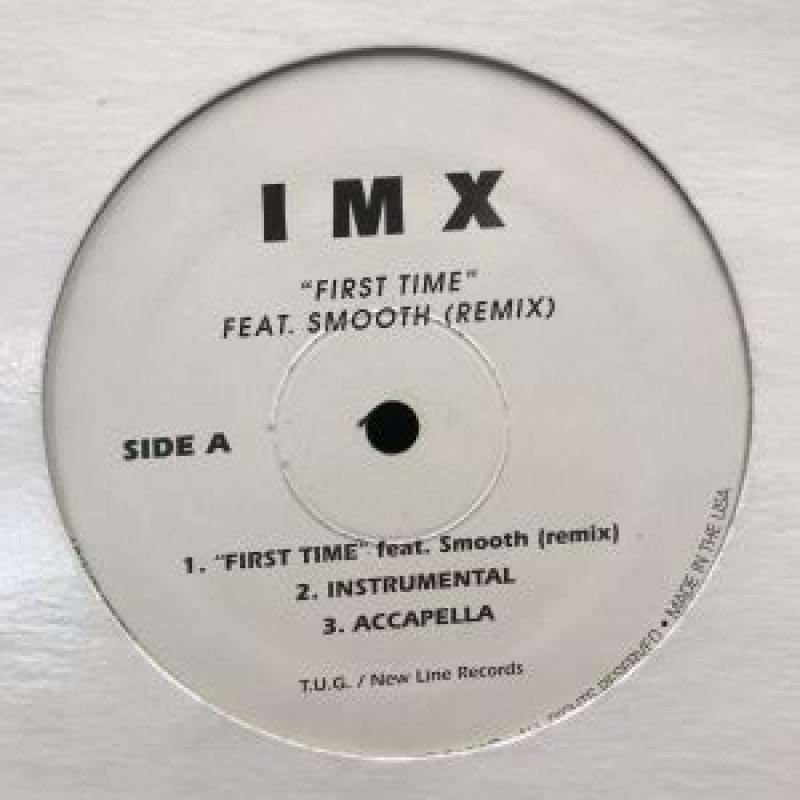 I M X
"FIRST TIME"
FEAT. SMOOTH (REMIX)
SIDE A
1. "FIRST TIME" feat. Smooth (remix)
2. INSTRUMENTAL
3. ACCAPELLA
T.U.G. / New Line Records
RESERVED • MADE IN THE USA